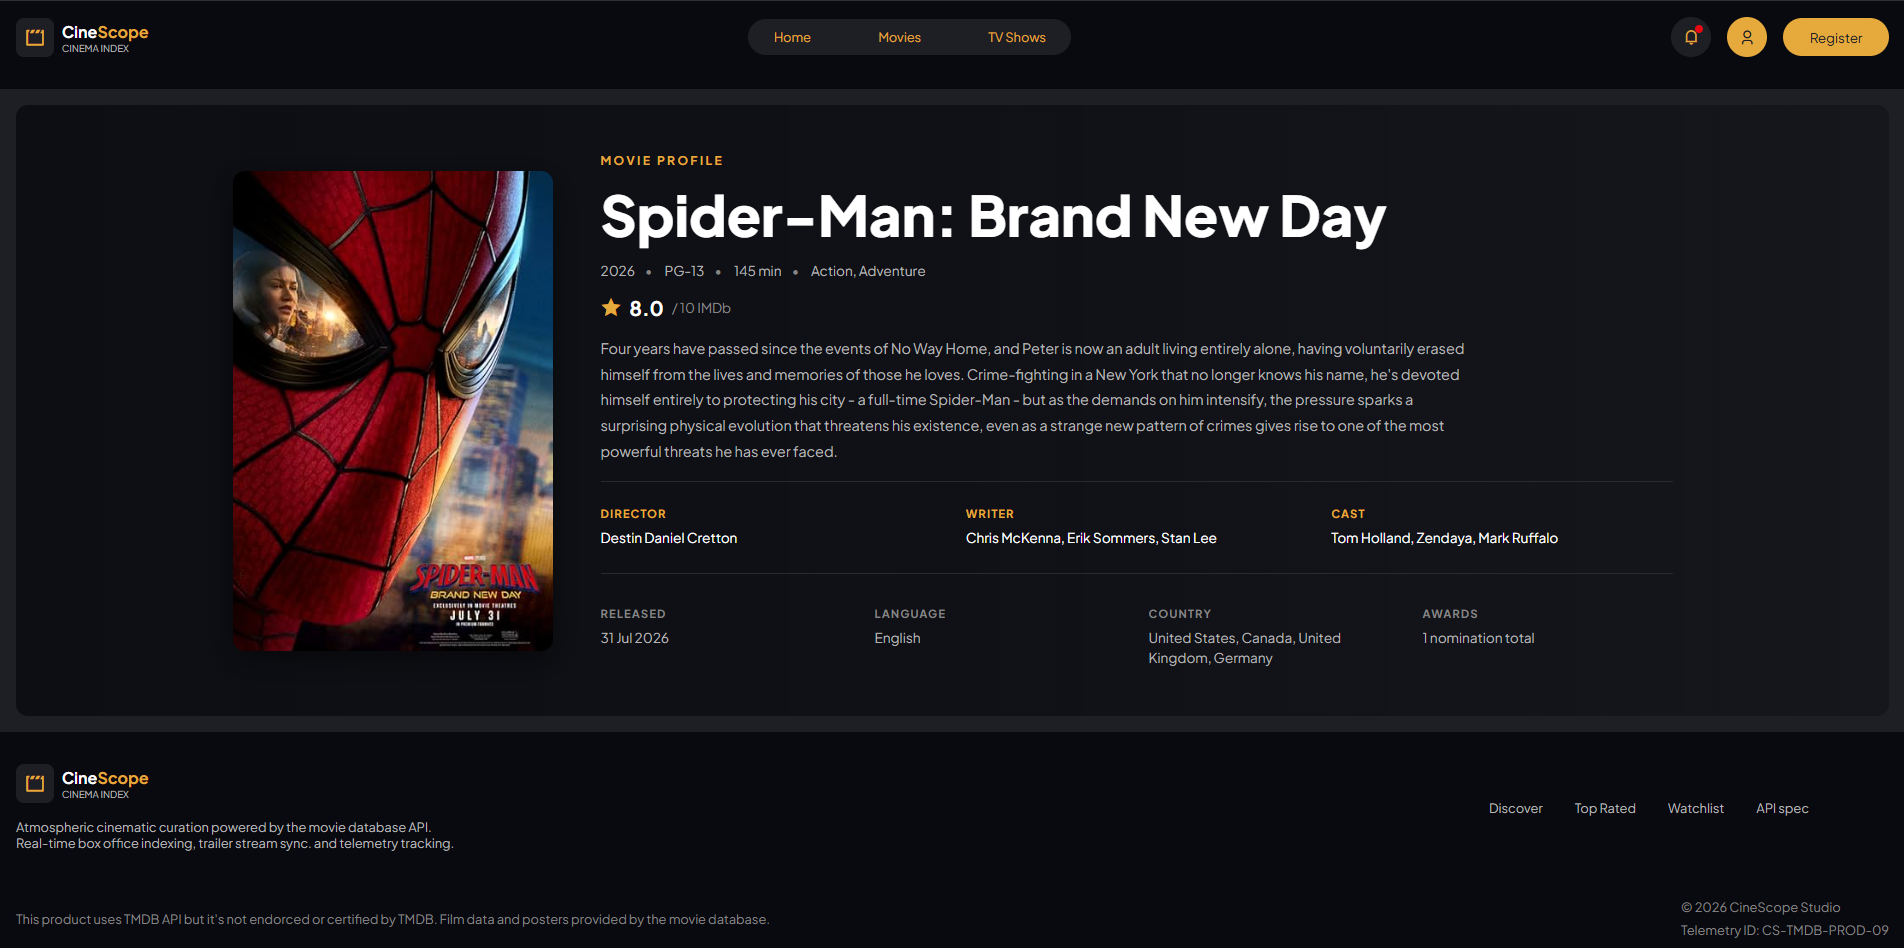 CineScope
CINEMA INDEX
Home
Movies
TV Shows
Register
MOVIE PROFILE
Spider-Man: Brand New Day
2026 • PG-13 • 145 min • Action, Adventure
8.0 / 10 IMDb
Four years have passed since the events of No Way Home, and Peter is now an adult living entirely alone, having voluntarily erased
himself from the lives and memories of those he loves. Crime-fighting in a New York that no longer knows his name, he's devoted
himself entirely to protecting his city - a full-time Spider-Man - but as the demands on him intensify, the pressure sparks a
surprising physical evolution that threatens his existence, even as a strange new pattern of crimes gives rise to one of the most
powerful threats he has ever faced.
DIRECTOR
Destin Daniel Cretton
WRITER
Chris McKenna, Erik Sommers, Stan Lee
CAST
Tom Holland, Zendaya, Mark Ruffalo
RELEASED
31 Jul 2026
LANGUAGE
English
COUNTRY
United States, Canada, United
Kingdom, Germany
AWARDS
1 nomination total
SPIDER-MAN
BRAND NEW DAY
EXCLUSIVELY IN MOVIE THEATRES
JULY 31
CineScope
CINEMA INDEX
Atmospheric cinematic curation powered by the movie database API.
Real-time box office indexing, trailer stream sync. and telemetry tracking.
Discover
Top Rated
Watchlist
API spec
This product uses TMDB API but it's not endorsed or certified by TMDB. Film data and posters provided by the movie database.
© 2026 CineScope Studio
Telemetry ID: CS-TMDB-PROD-09